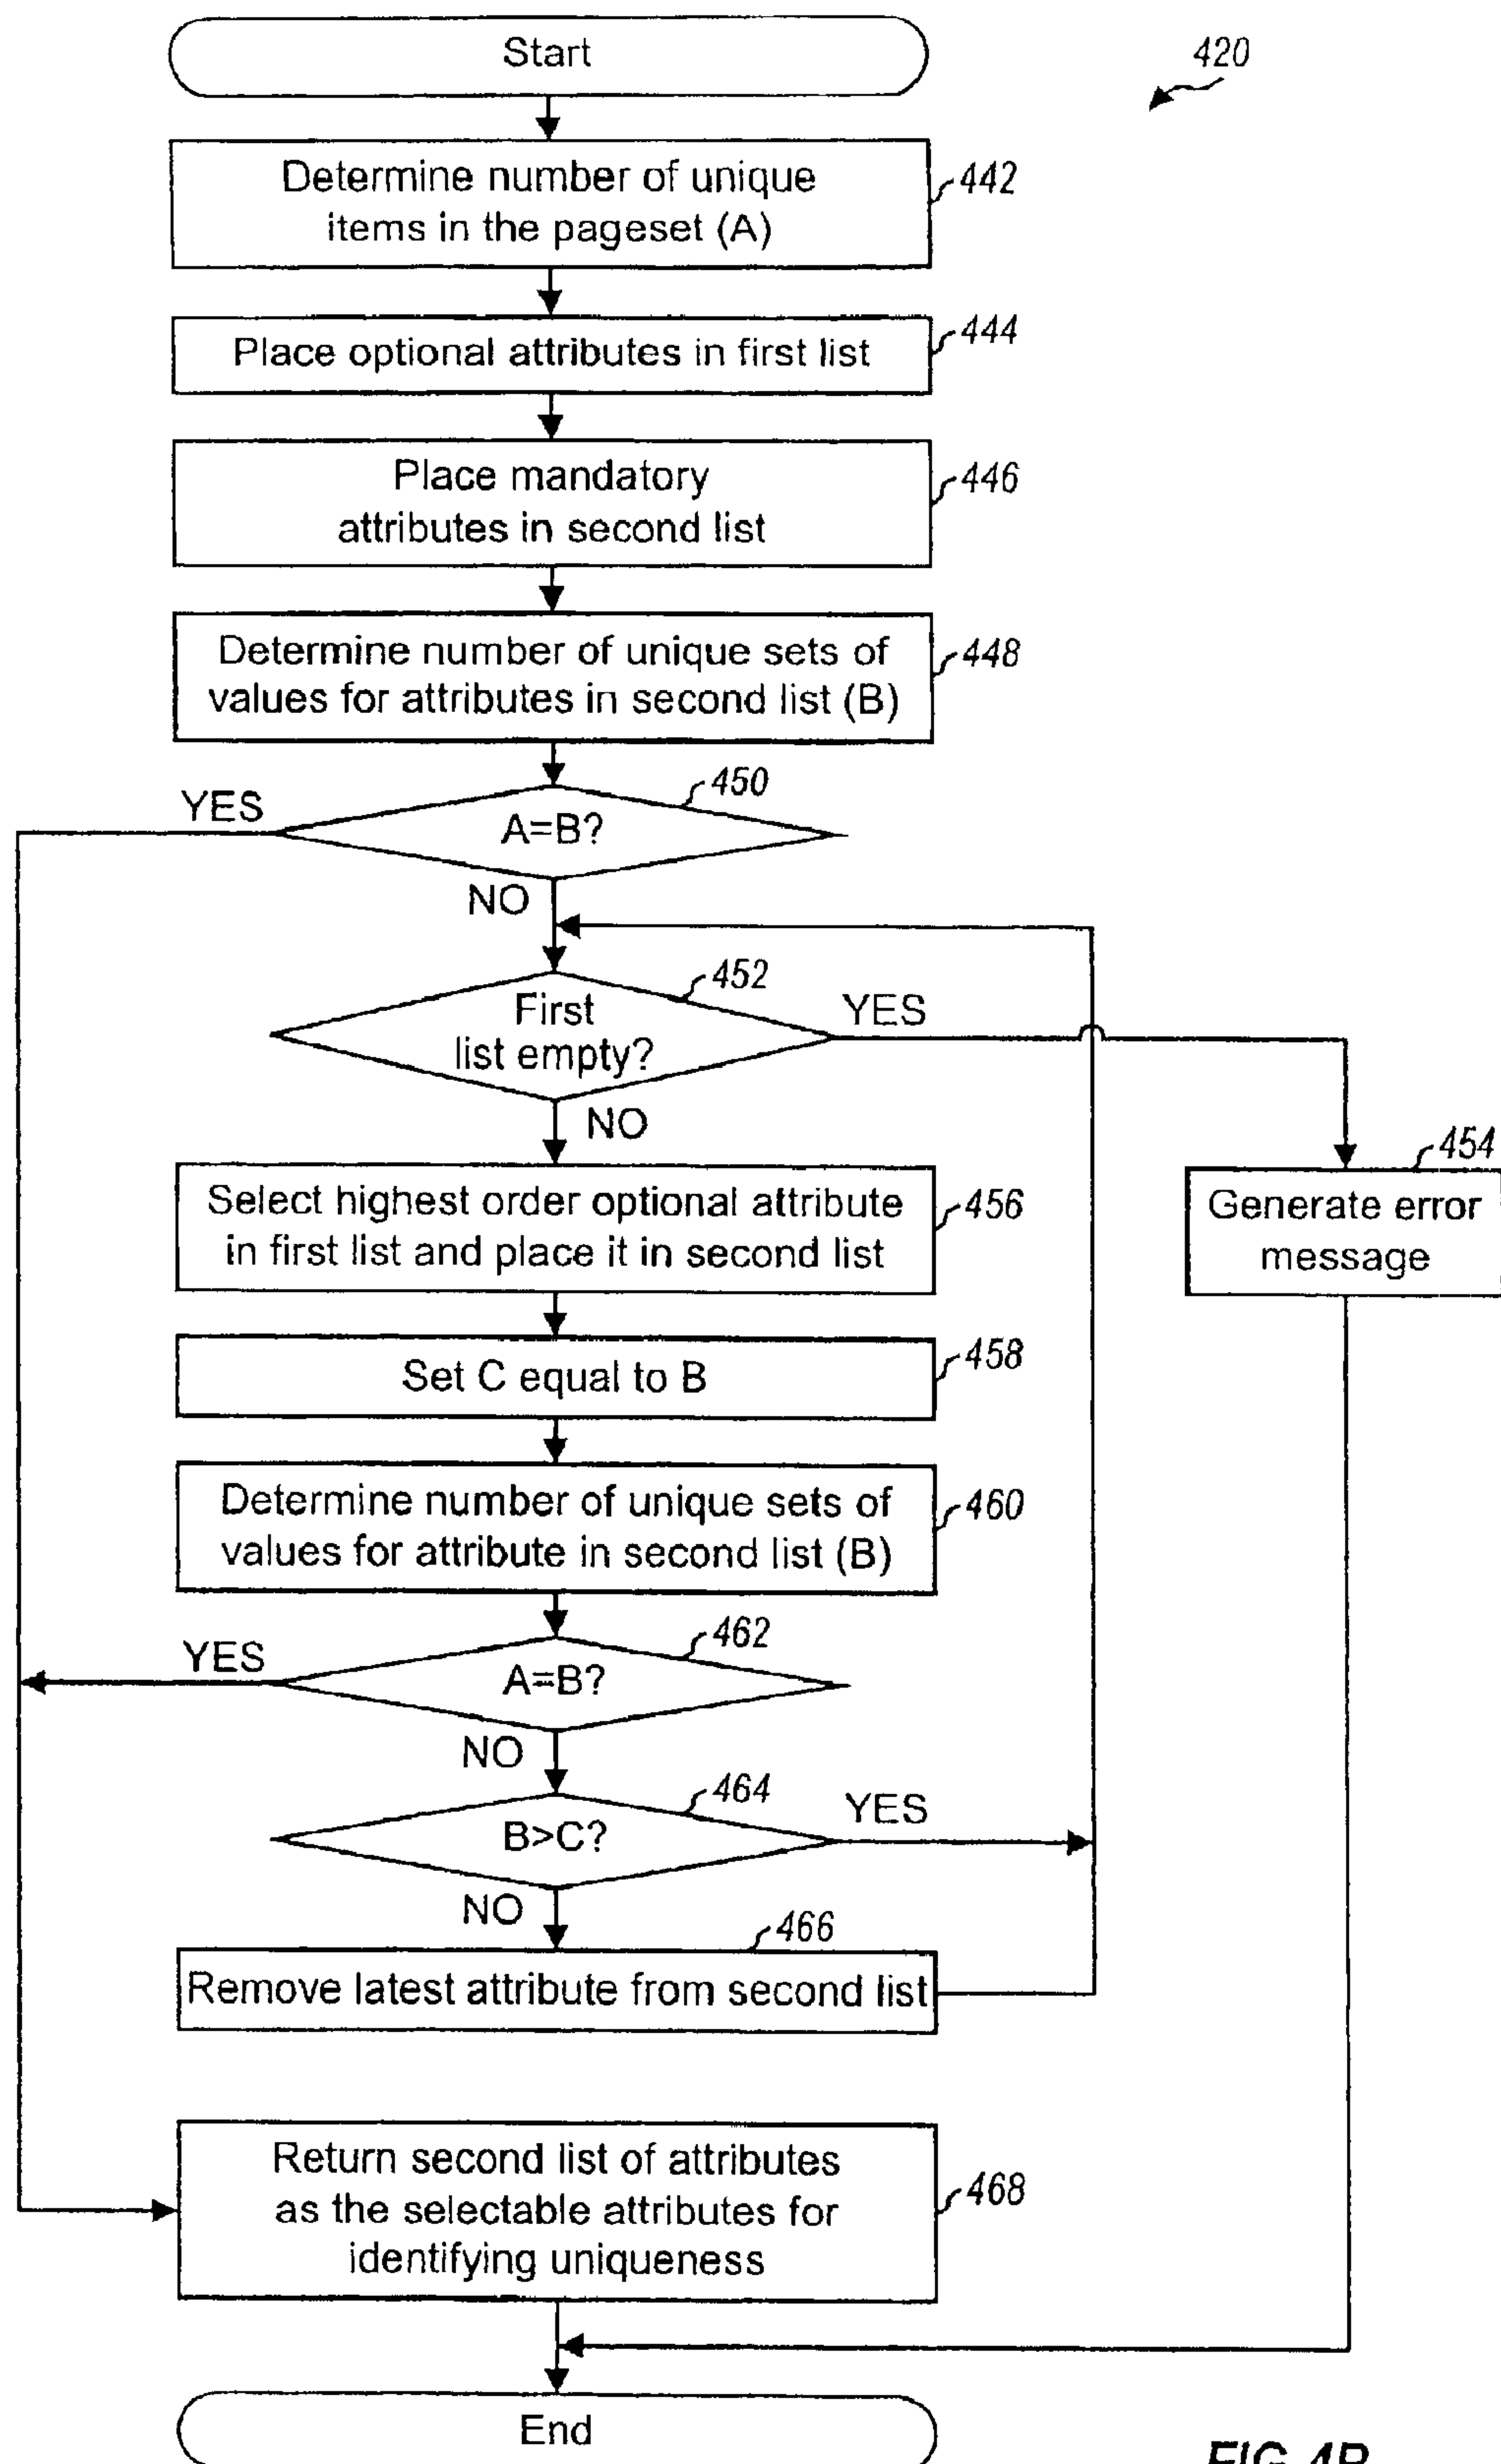 Start
420
Determine number of unique
items in the pageset (A)
442
Place optional attributes in first list
444
Place mandatory
attributes in second list
446
Determine number of unique sets of
values for attributes in second list (B)
448
450
YES
A=B?
NO
452
First
list empty?
YES
NO
454
Generate error
message
Select highest order optional attribute
in first list and place it in second list
456
Set C equal to B
458
Determine number of unique sets of
values for attribute in second list (B)
460
462
YES
A=B?
NO
464
B>C?
YES
NO
466
Remove latest attribute from second list
Return second list of attributes
as the selectable attributes for
identifying uniqueness
468
End